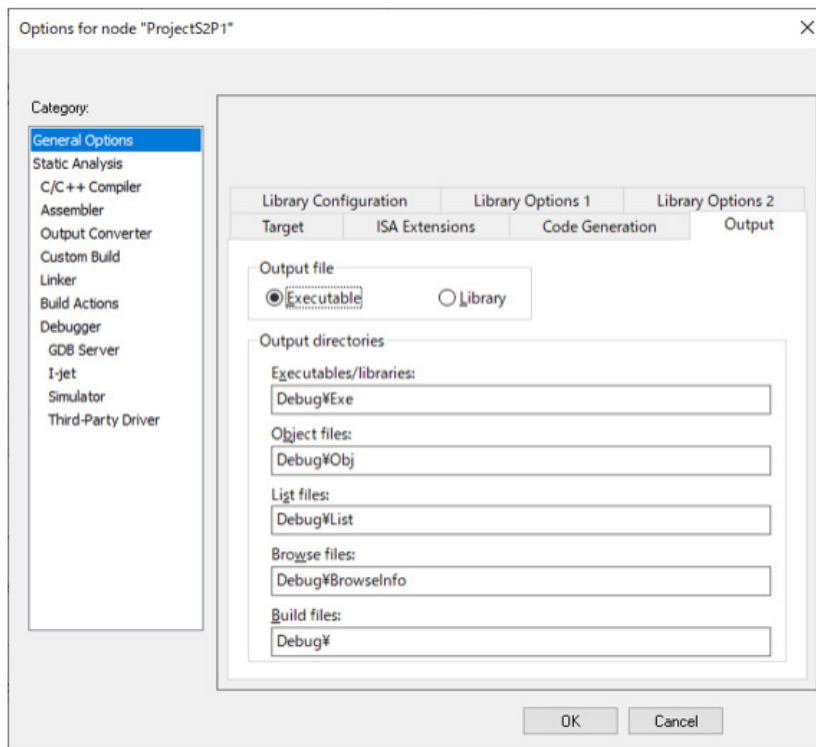 Options for node "ProjectS2P1"
Category:
General Options
Static Analysis
C/C++ Compiler
Assembler
Output Converter
Custom Build
Linker
Build Actions
Debugger
GDB Server
I-jet
Simulator
Third-Party Driver
Library Configuration Library Options 1 Library Options 2
Target ISA Extensions Code Generation Output
Output file
Executable Library
Output directories
Executables/libraries:
Debug¥Exe
Object files:
Debug¥Obj
List files:
Debug¥List
Browse files:
Debug¥BrowseInfo
Build files:
Debug¥
OK Cancel